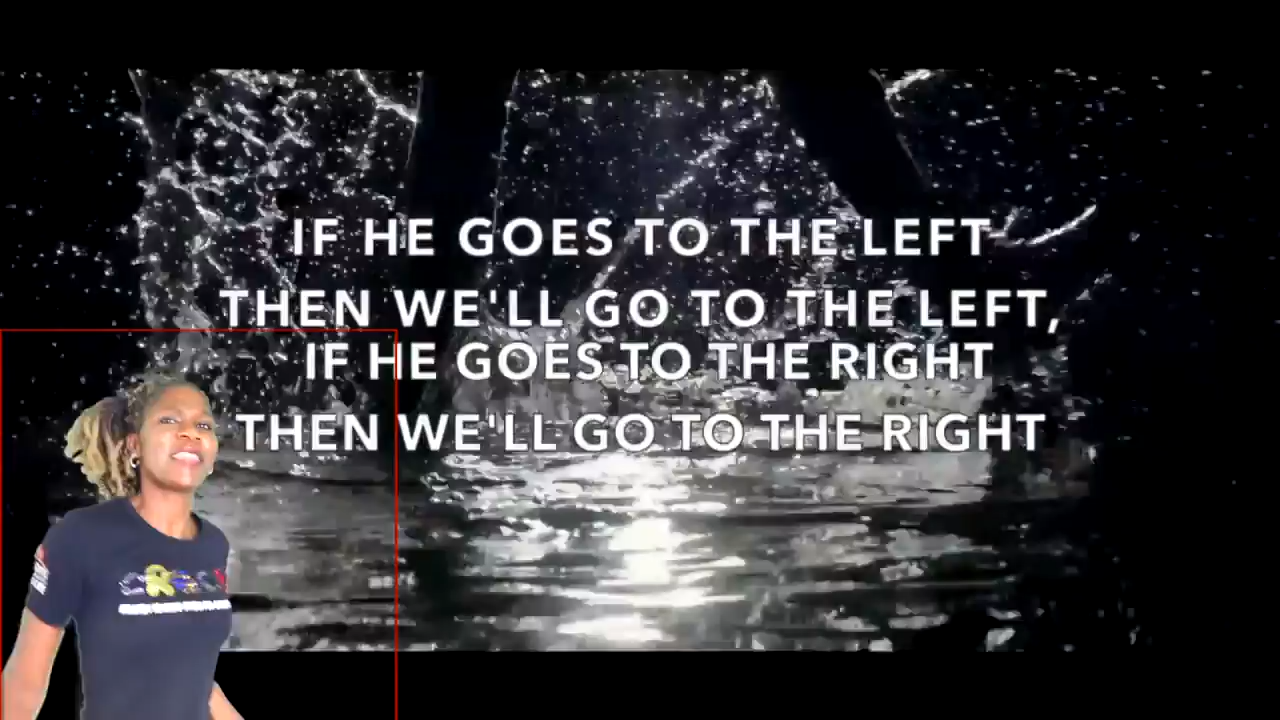 IF HE GOES TO THE LEFT
THEN WE'LL GO TO THE LEFT,
IF HE GOES TO THE RIGHT
THEN WE'LL GO TO THE RIGHT